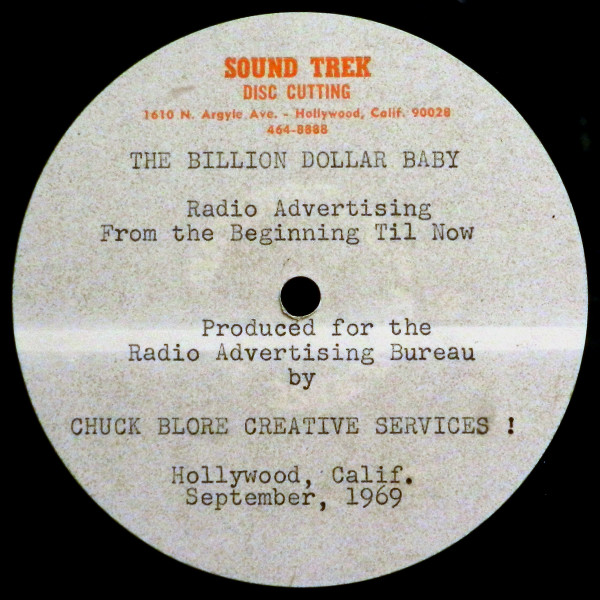 SOUND TREK
DISC CUTTING
1610 N. Argyle Ave. - Hollywood, Calif. 90028
464-8888
THE BILLION DOLLAR BABY
Radio Advertising
From the Beginning Til Now
Produced for the
Radio Advertising Bureau
by
CHUCK BLORE CREATIVE SERVICES !
Hollywood, Calif.
September, 1969